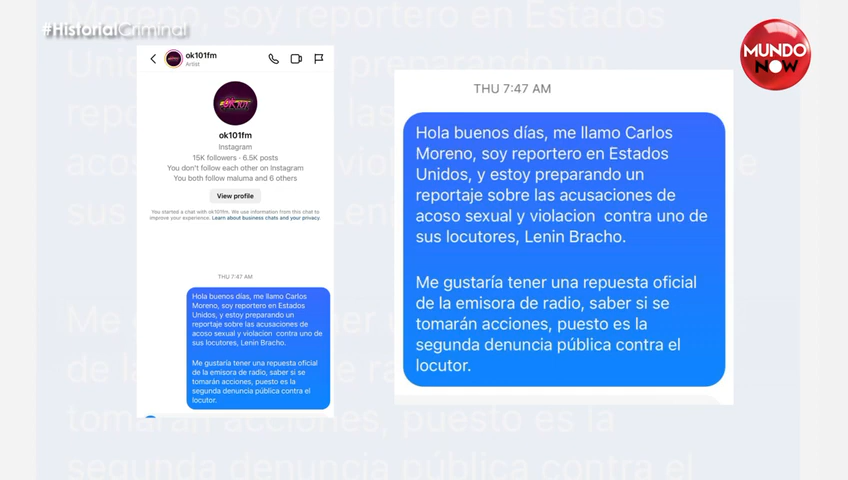 #HistorialCriminal
MUNDO
NOW
ok101fm
Artist
ok101fm
Instagram
15K followers · 6.5K posts
You don't follow each other on Instagram
You both follow maluma and 6 others
View profile
You started a chat with ok101fm. We use information from this chat to
improve your experience. Learn about business chats and your privacy.
THU 7:47 AM
Hola buenos días, me llamo Carlos
Moreno, soy reportero en Estados
Unidos, y estoy preparando un
reportaje sobre las acusaciones de
acoso sexual y violacion contra uno de
sus locutores, Lenin Bracho.
Me gustaría tener una repuesta oficial
de la emisora de radio, saber si se
tomarán acciones, puesto es la
segunda denuncia pública contra el
locutor.
THU 7:47 AM
Hola buenos días, me llamo Carlos
Moreno, soy reportero en Estados
Unidos, y estoy preparando un
reportaje sobre las acusaciones de
acoso sexual y violacion contra uno de
sus locutores, Lenin Bracho.
Me gustaría tener una repuesta oficial
de la emisora de radio, saber si se
tomarán acciones, puesto es la
segunda denuncia pública contra el
locutor.